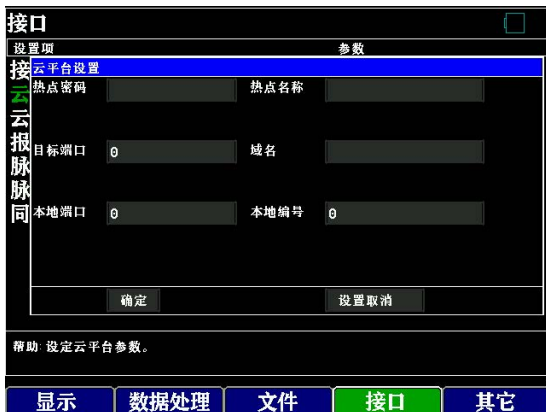 接口
设置项 参数
接
云平台设置
云
热点密码 热点名称
云
报
目标端口 0 域名
脉
脉
同
本地端口 0 本地编号 0
确定 设置取消
帮助: 设定云平台参数。
显示 数据处理 文件 接口 其它